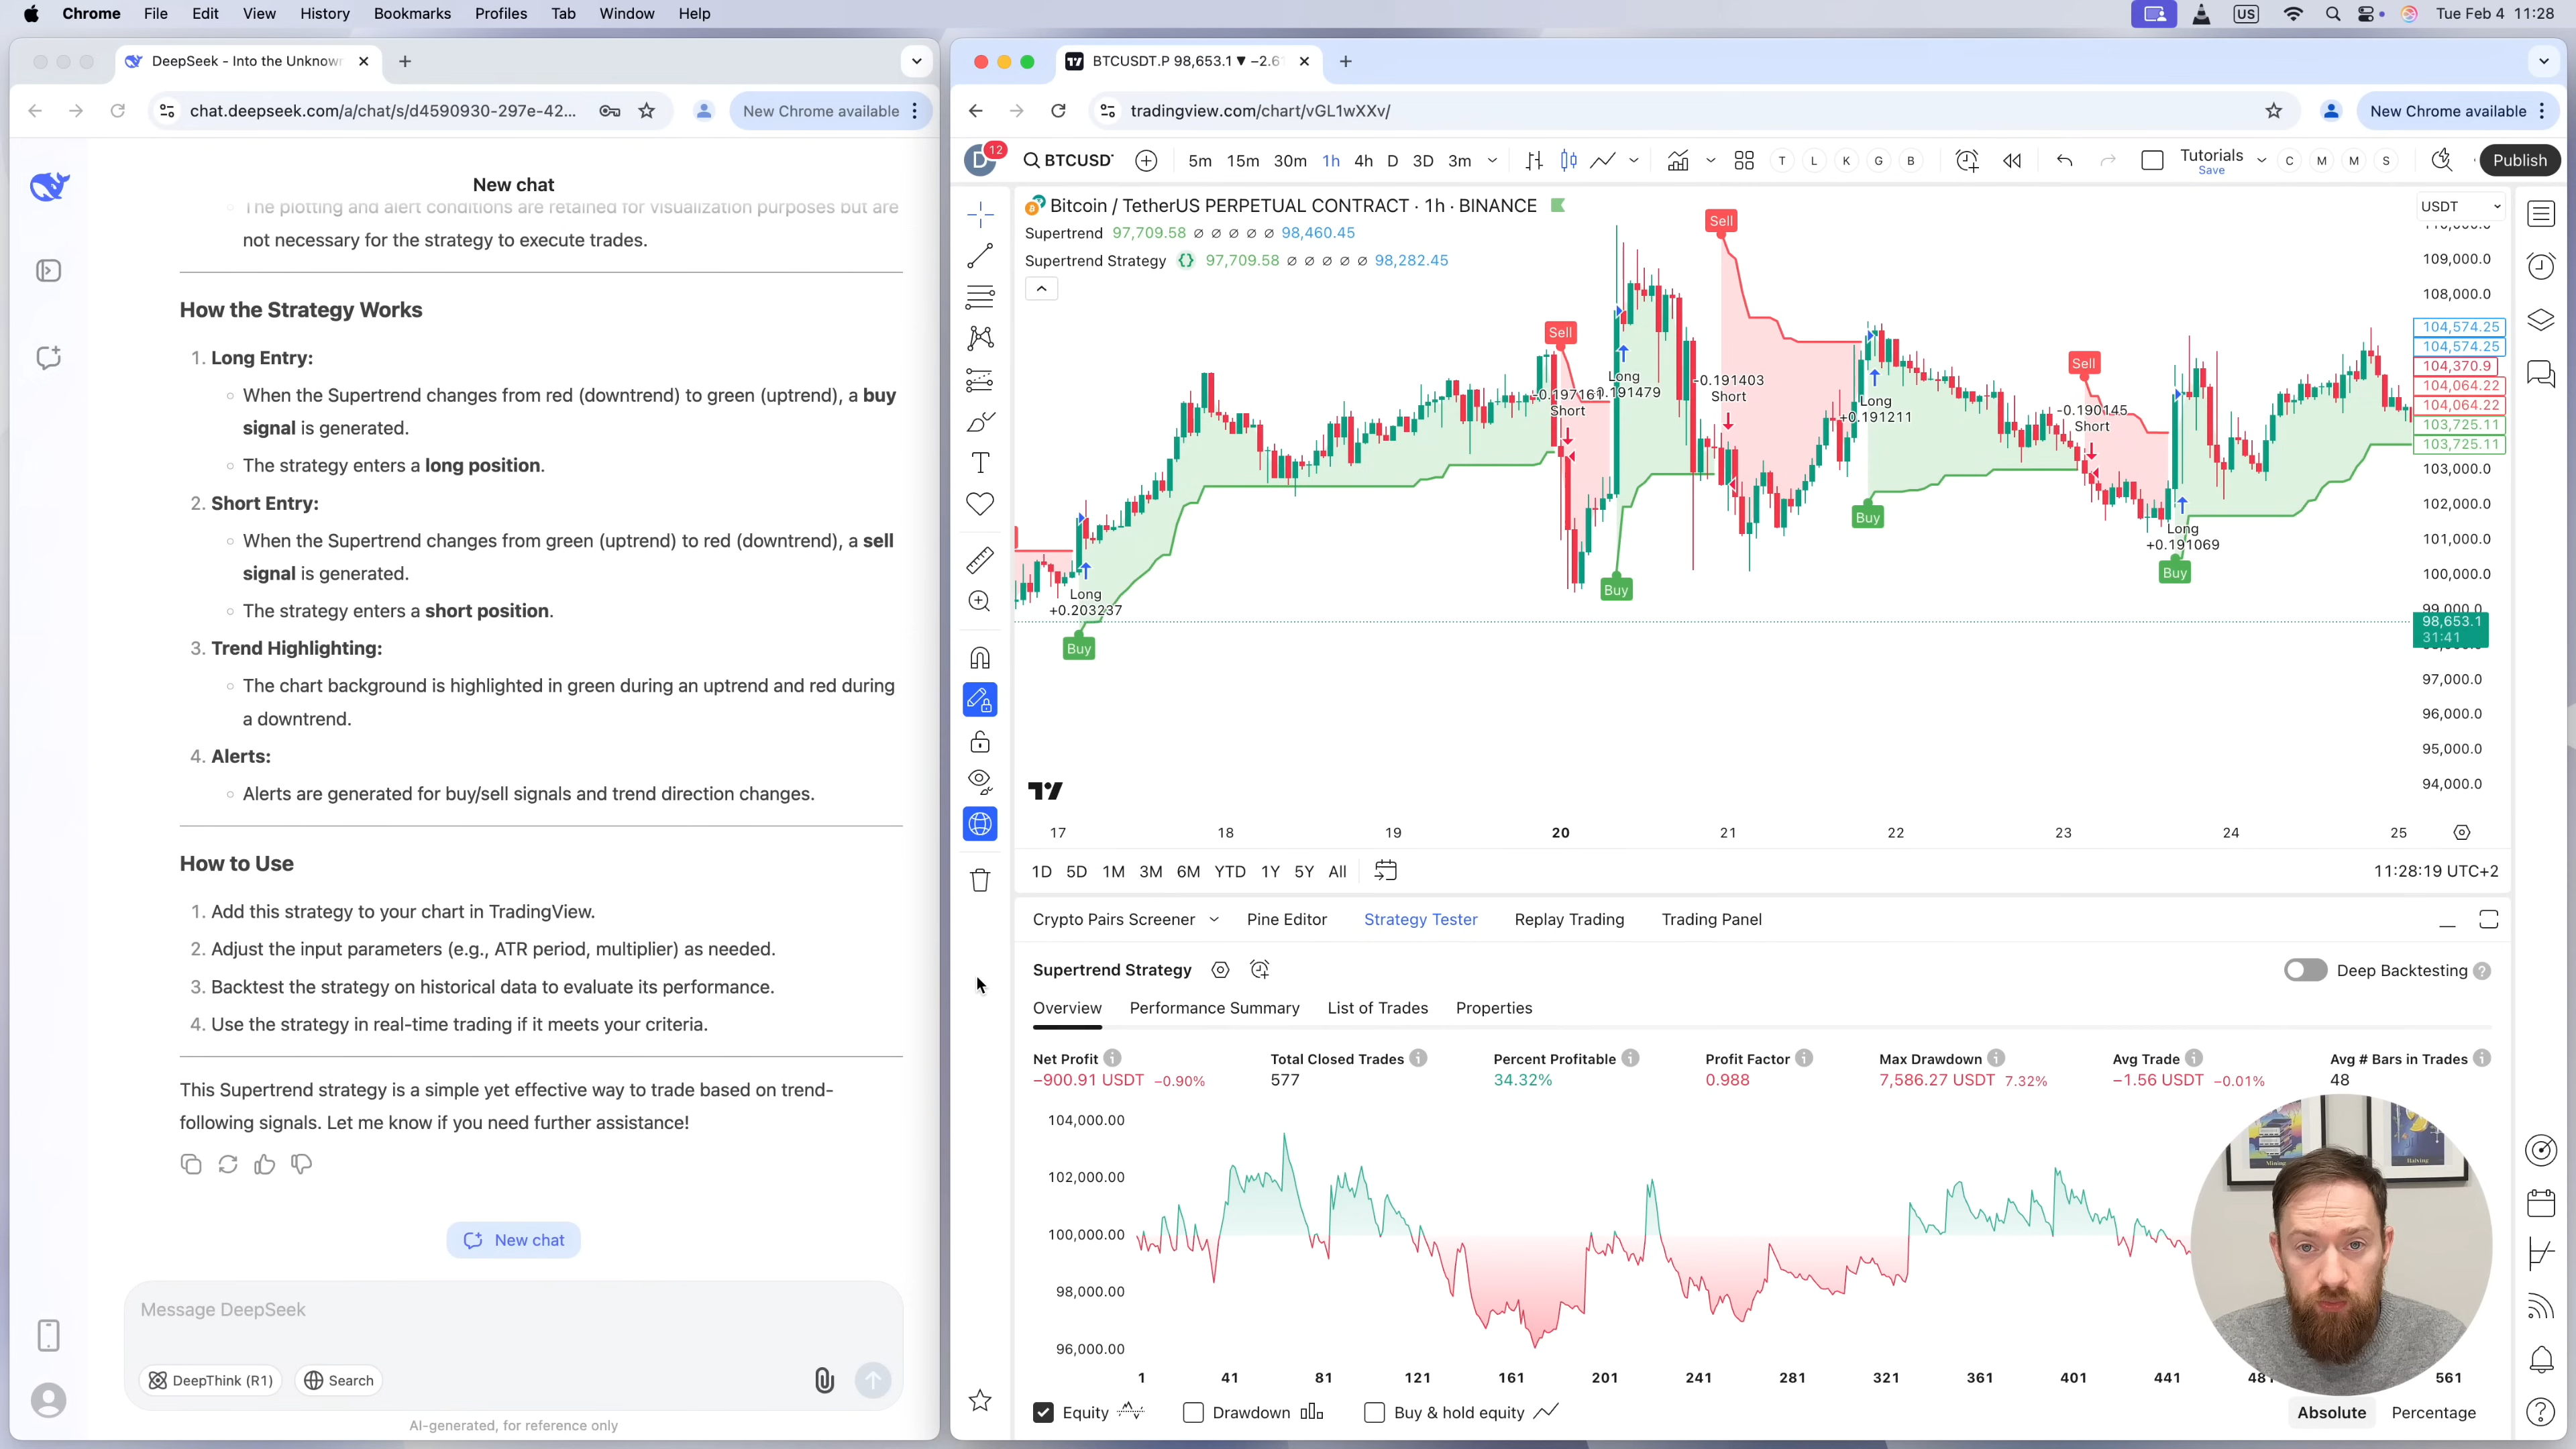 Chrome File Edit View History Bookmarks Profiles Tab Window Help
US
Tue Feb 4 11:28
DeepSeek - Into the Unknown
chat.deepseek.com/a/chat/s/d4590930-297e-42...
New Chrome available
New chat
The plotting and alert conditions are retained for visualization purposes but are
not necessary for the strategy to execute trades.
How the Strategy Works
1. Long Entry:
When the Supertrend changes from red (downtrend) to green (uptrend), a buy
signal is generated.
The strategy enters a long position.
2. Short Entry:
When the Supertrend changes from green (uptrend) to red (downtrend), a sell
signal is generated.
The strategy enters a short position.
3. Trend Highlighting:
The chart background is highlighted in green during an uptrend and red during
a downtrend.
4. Alerts:
Alerts are generated for buy/sell signals and trend direction changes.
How to Use
1. Add this strategy to your chart in TradingView.
2. Adjust the input parameters (e.g., ATR period, multiplier) as needed.
3. Backtest the strategy on historical data to evaluate its performance.
4. Use the strategy in real-time trading if it meets your criteria.
This Supertrend strategy is a simple yet effective way to trade based on trend-
following signals. Let me know if you need further assistance!
New chat
Message DeepSeek
DeepThink (R1) Search
AI-generated, for reference only
BTCUSDT.P 98,653.1 ▼ −2.6
tradingview.com/chart/vGL1wXXv/
New Chrome available
D 12 BTCUSD 5m 15m 30m 1h 4h D 3D 3m T L K G B Tutorials Save C M M S Publish
Bitcoin / TetherUS PERPETUAL CONTRACT · 1h · BINANCE
Supertrend 97,709.58 ∅ ∅ ∅ ∅ ∅ 98,460.45
Supertrend Strategy {} 97,709.58 ∅ ∅ ∅ ∅ ∅ 98,282.45
USDT
109,000.0
108,000.0
104,574.25
104,574.25
104,370.9
104,064.22
104,064.22
103,725.11
103,725.11
103,000.0
102,000.0
101,000.0
100,000.0
99,000.0
98,653.1
31:41
97,000.0
96,000.0
95,000.0
94,000.0
Sell
Sell
Sell
Long
+0.203237
Buy
Short
Long
Buy
-0.191403
Short
Long
+0.191211
Buy
-0.190145
Short
Long
+0.191069
Buy
17 18 19 20 21 22 23 24 25
1D 5D 1M 3M 6M YTD 1Y 5Y All
11:28:19 UTC+2
Crypto Pairs Screener Pine Editor Strategy Tester Replay Trading Trading Panel
Supertrend Strategy
Deep Backtesting
Overview Performance Summary List of Trades Properties
Net Profit Total Closed Trades Percent Profitable Profit Factor Max Drawdown Avg Trade Avg # Bars in Trades
−900.91 USDT −0.90% 577 34.32% 0.988 7,586.27 USDT 7.32% −1.56 USDT −0.01% 48
104,000.00
102,000.00
100,000.00
98,000.00
96,000.00
1 41 81 121 161 201 241 281 321 361 401 441 481 561
Equity Drawdown Buy & hold equity
Absolute Percentage
Mining
Halving